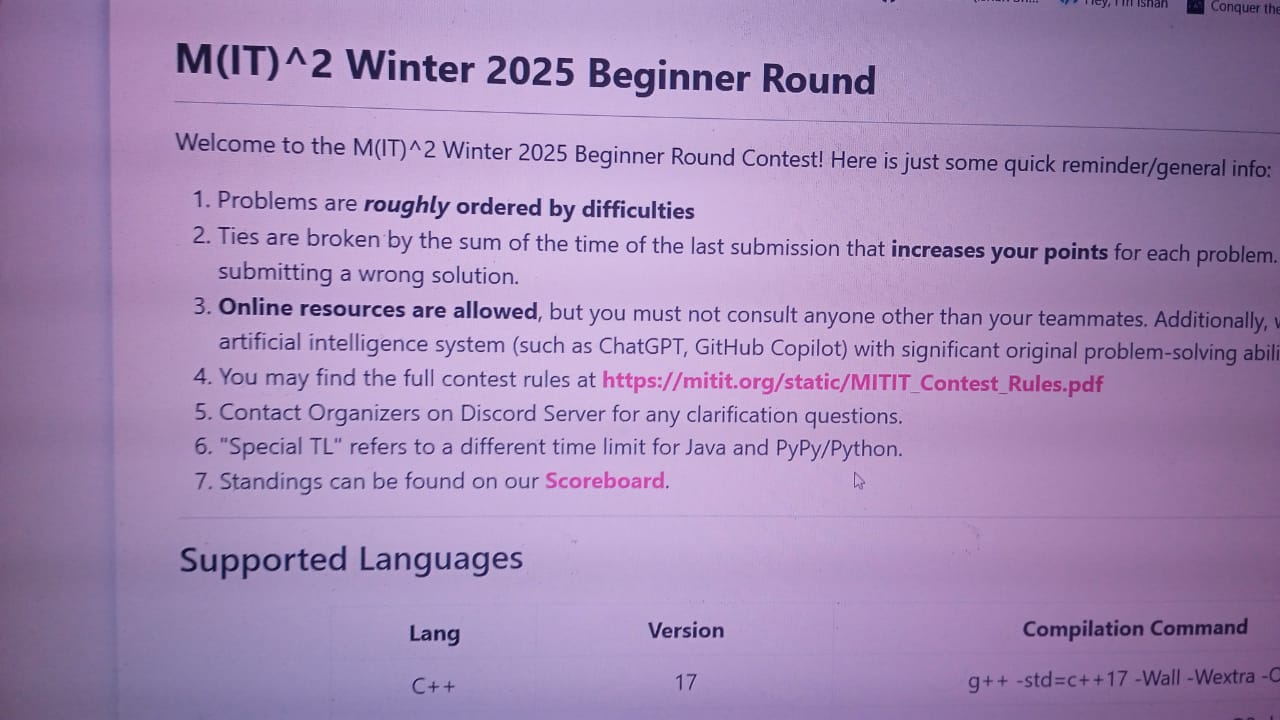 Hey, I'm Ishan
Conquer the
M(IT)^2 Winter 2025 Beginner Round
Welcome to the M(IT)^2 Winter 2025 Beginner Round Contest! Here is just some quick reminder/general info:
1. Problems are roughly ordered by difficulties
2. Ties are broken by the sum of the time of the last submission that increases your points for each problem.
submitting a wrong solution.
3. Online resources are allowed, but you must not consult anyone other than your teammates. Additionally,
artificial intelligence system (such as ChatGPT, GitHub Copilot) with significant original problem-solving abili
4. You may find the full contest rules at https://mitit.org/static/MITIT_Contest_Rules.pdf
5. Contact Organizers on Discord Server for any clarification questions.
6. "Special TL" refers to a different time limit for Java and PyPy/Python.
7. Standings can be found on our Scoreboard.
Supported Languages
Lang Version Compilation Command
C++ 17 g++ -std=c++17 -Wall -Wextra